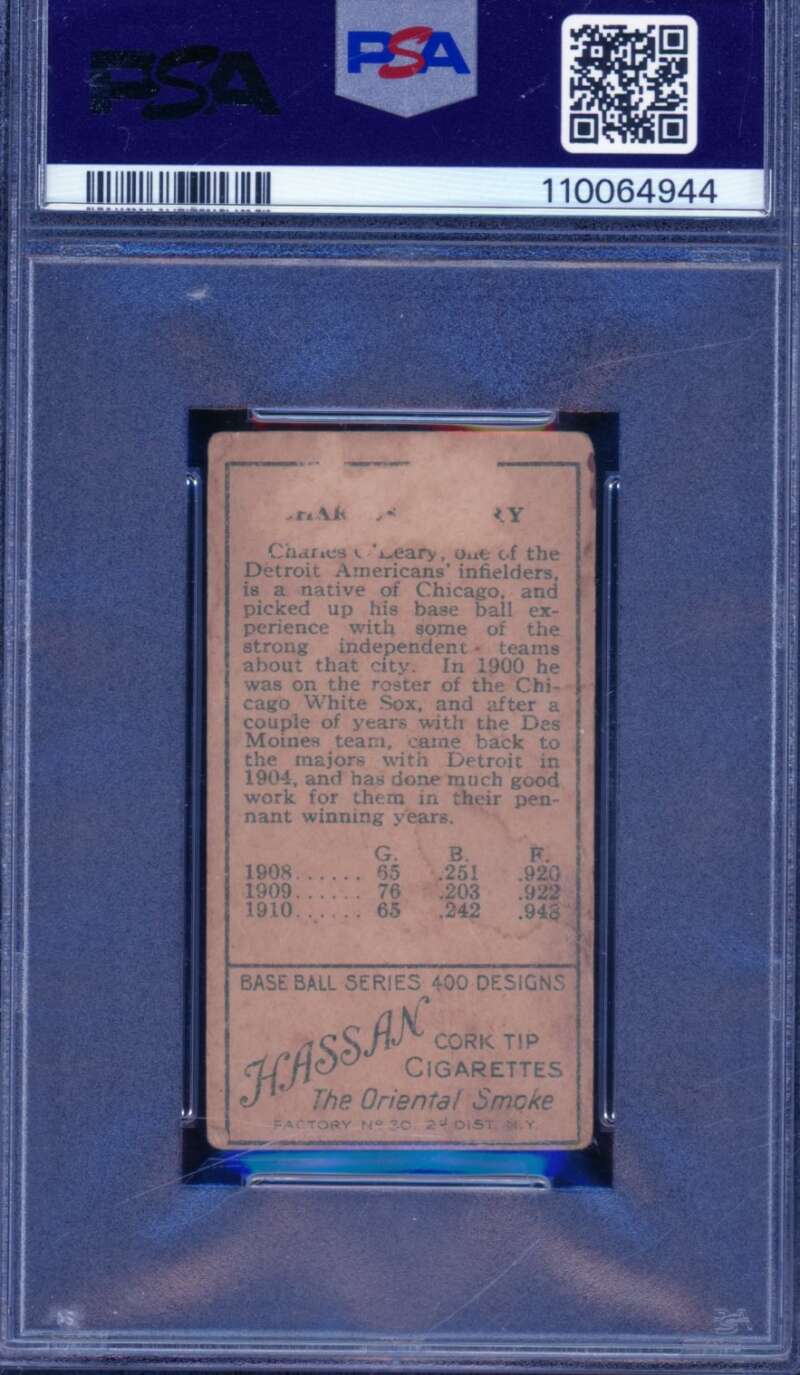 PSA
PSA
110064944
Charles O'Leary, one of the
Detroit Americans' infielders,
is a native of Chicago, and
picked up his base ball ex-
perience with some of the
strong independent teams
about that city. In 1900 he
was on the roster of the Chi-
cago White Sox, and after a
couple of years with the Des
Moines team, came back to
the majors with Detroit in
1904, and has done much good
work for them in their pen-
nant winning years.
G. B. F.
1908...... 65 .251 .920
1909...... 76 .203 .922
1910...... 65 .242 .948
BASE BALL SERIES 400 DESIGNS
HASSAN
CORK TIP
CIGARETTES
The Oriental Smoke
FACTORY Nº 30 2d DIST. N.Y.